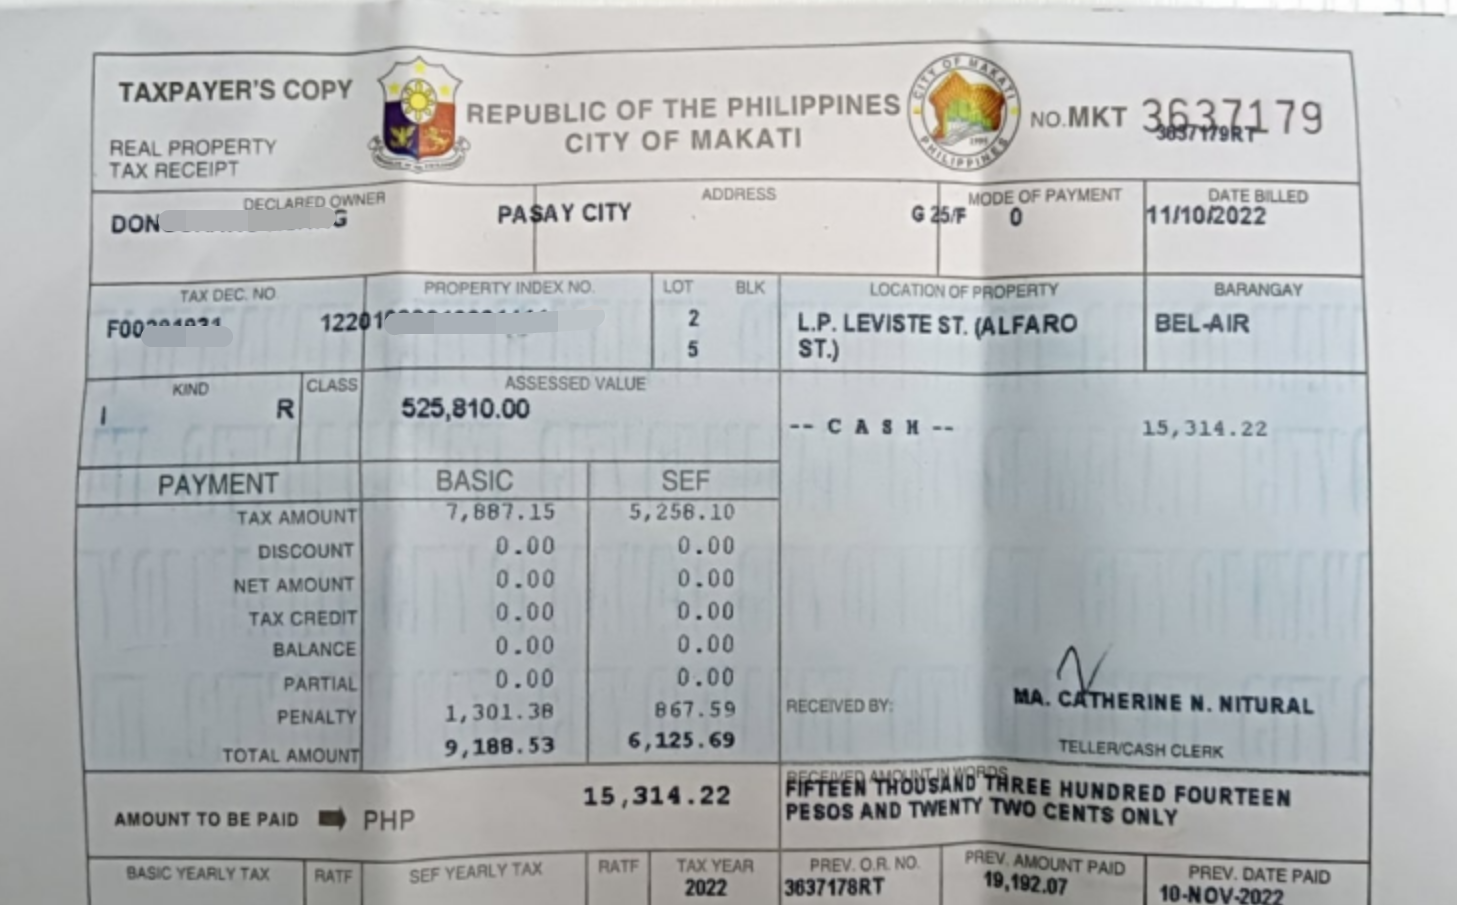 TAXPAYER'S COPY
REAL PROPERTY
TAX RECEIPT
REPUBLIC OF THE PHILIPPINES
CITY OF MAKATI
CITY OF MAKATI
PHILIPPINES
NO. MKT 3637179
3637179RT
DECLARED OWNER
DON G
ADDRESS
PASAY CITY
G 25/F
MODE OF PAYMENT
0
DATE BILLED
11/10/2022
TAX DEC. NO.
F00
PROPERTY INDEX NO.
12201
LOT BLK
2
5
LOCATION OF PROPERTY
L.P. LEVISTE ST. (ALFARO
ST.)
BARANGAY
BEL-AIR
KIND
I R
CLASS
ASSESSED VALUE
525,810.00
-- C A S H -- 15,314.22
PAYMENT BASIC SEF
TAX AMOUNT 7,887.15 5,258.10
DISCOUNT 0.00 0.00
NET AMOUNT 0.00 0.00
TAX CREDIT 0.00 0.00
BALANCE 0.00 0.00
PARTIAL 0.00 0.00
PENALTY 1,301.38 867.59
TOTAL AMOUNT 9,188.53 6,125.69
RECEIVED BY:
MA. CATHERINE N. NITURAL
TELLER/CASH CLERK
AMOUNT TO BE PAID PHP 15,314.22
RECEIVED AMOUNT IN WORDS
FIFTEEN THOUSAND THREE HUNDRED FOURTEEN
PESOS AND TWENTY TWO CENTS ONLY
BASIC YEARLY TAX
RATE
SEF YEARLY TAX
RATE
TAX YEAR
2022
PREV. O.R. NO.
3637178RT
PREV. AMOUNT PAID
19,192.07
PREV. DATE PAID
10-NOV-2022